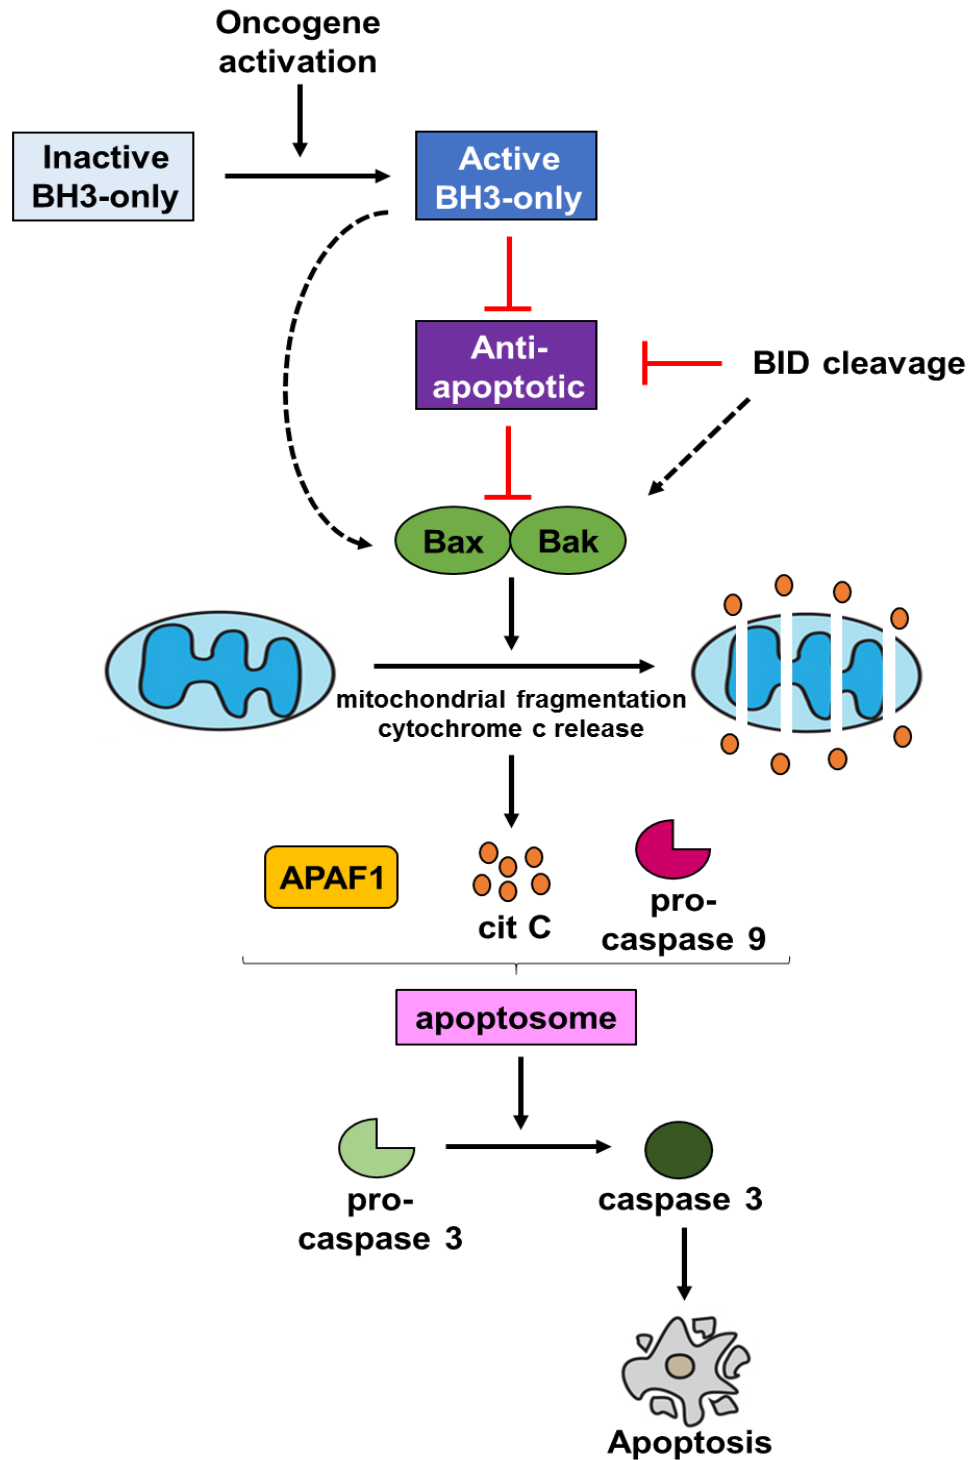 Oncogene
activation
Inactive
BH3-only
Active
BH3-only
Anti-
apoptotic
BID cleavage
Bax
Bak
mitochondrial fragmentation
cytochrome c release
APAF1
cit C
pro-
caspase 9
apoptosome
pro-
caspase 3
caspase 3
Apoptosis